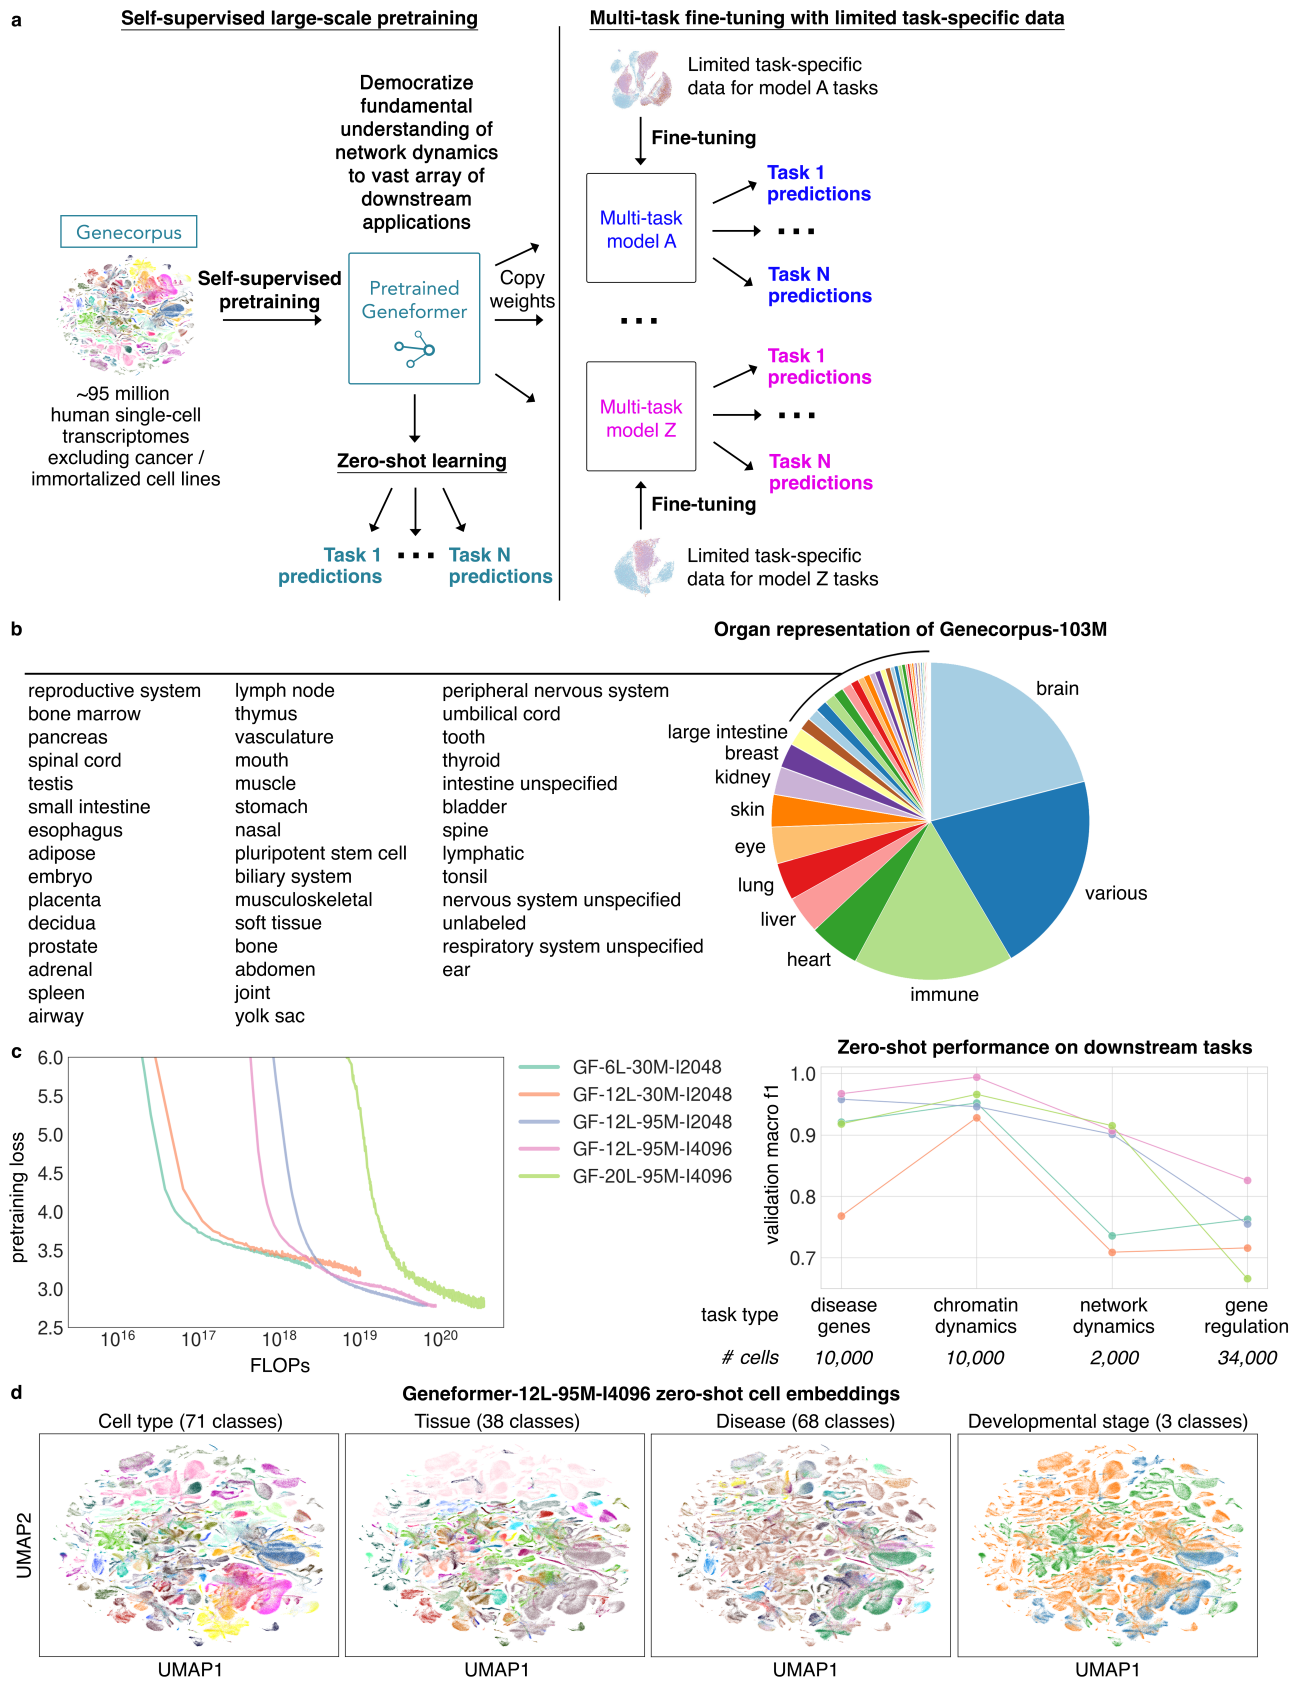 a
Self-supervised large-scale pretraining
Multi-task fine-tuning with limited task-specific data
Democratize
fundamental
understanding of
network dynamics
to vast array of
downstream
applications
Genecorpus
~95 million
human single-cell
transcriptomes
excluding cancer /
immortalized cell lines
Self-supervised
pretraining
Pretrained
Geneformer
Copy
weights
Zero-shot learning
Task 1
predictions
Task N
predictions
Limited task-specific
data for model A tasks
Fine-tuning
Multi-task
model A
Task 1
predictions
Task N
predictions
Multi-task
model Z
Task 1
predictions
Task N
predictions
Fine-tuning
Limited task-specific
data for model Z tasks
b
Organ representation of Genecorpus-103M
reproductive system
bone marrow
pancreas
spinal cord
testis
small intestine
esophagus
adipose
embryo
placenta
decidua
prostate
adrenal
spleen
airway
lymph node
thymus
vasculature
mouth
muscle
stomach
nasal
pluripotent stem cell
biliary system
musculoskeletal
soft tissue
bone
abdomen
joint
yolk sac
peripheral nervous system
umbilical cord
tooth
thyroid
intestine unspecified
bladder
spine
lymphatic
tonsil
nervous system unspecified
unlabeled
respiratory system unspecified
ear
large intestine
breast
kidney
skin
eye
lung
liver
heart
immune
various
brain
c
pretraining loss
6.0
5.5
5.0
4.5
4.0
3.5
3.0
2.5
10¹⁶ 10¹⁷ 10¹⁸ 10¹⁹ 10²⁰
FLOPs
GF-6L-30M-I2048
GF-12L-30M-I2048
GF-12L-95M-I2048
GF-12L-95M-I4096
GF-20L-95M-I4096
Zero-shot performance on downstream tasks
validation macro f1
1.0
0.9
0.8
0.7
task type
disease
genes
chromatin
dynamics
network
dynamics
gene
regulation
# cells 10,000 10,000 2,000 34,000
d
Geneformer-12L-95M-I4096 zero-shot cell embeddings
Cell type (71 classes)
Tissue (38 classes)
Disease (68 classes)
Developmental stage (3 classes)
UMAP2
UMAP1
UMAP1
UMAP1
UMAP1